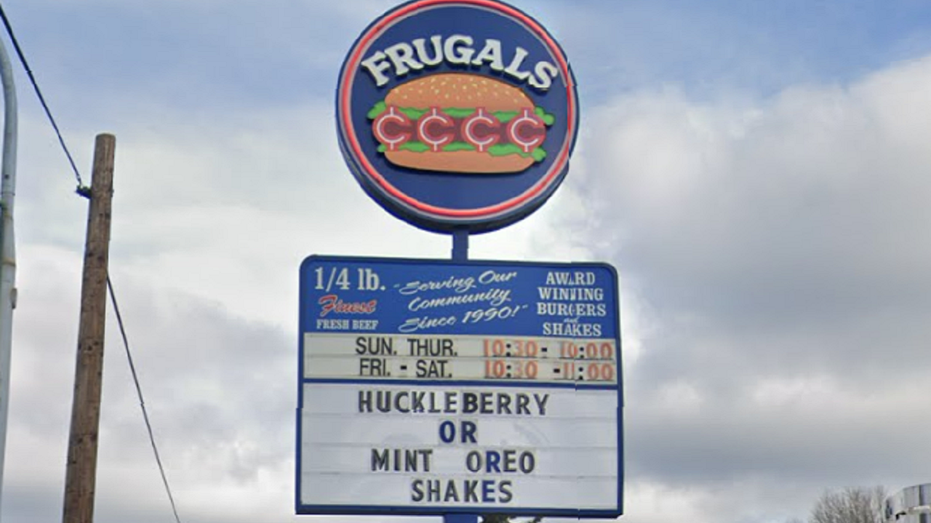 FRUGALS
¢¢¢¢
1/4 lb.
Finest
FRESH BEEF
"Serving Our
Community
Since 1990!"
AWARD
WINNING
BURGERS
and
SHAKES
SUN. THUR. 10:30 - 10:00
FRI. - SAT. 10:30 - 11:00
HUCKLEBERRY
OR
MINT OREO
SHAKES